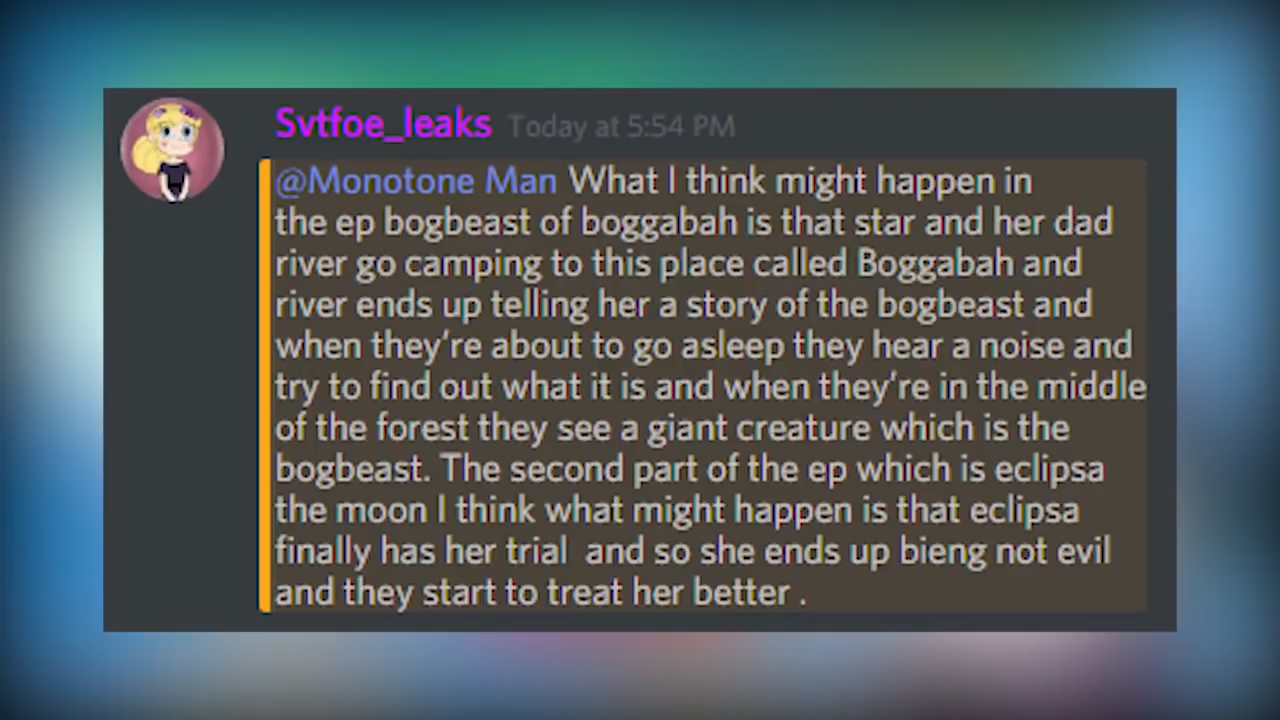 Svtfoe_leaks Today at 5:54 PM
@Monotone Man What I think might happen in
the ep bogbeast of boggabah is that star and her dad
river go camping to this place called Boggabah and
river ends up telling her a story of the bogbeast and
when they’re about to go asleep they hear a noise and
try to find out what it is and when they’re in the middle
of the forest they see a giant creature which is the
bogbeast. The second part of the ep which is eclipsa
the moon I think what might happen is that eclipsa
finally has her trial  and so she ends up bieng not evil
and they start to treat her better .